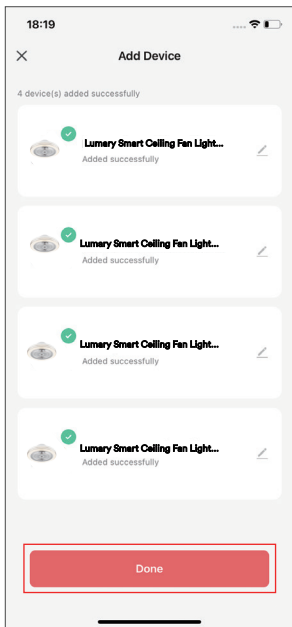 18:19
Add Device
4 device(s) added successfully
Lumary Smart Ceiling Fan Light...
Added successfully
Lumary Smart Ceiling Fan Light...
Added successfully
Lumary Smart Ceiling Fan Light...
Added successfully
Lumary Smart Ceiling Fan Light...
Added successfully
Done